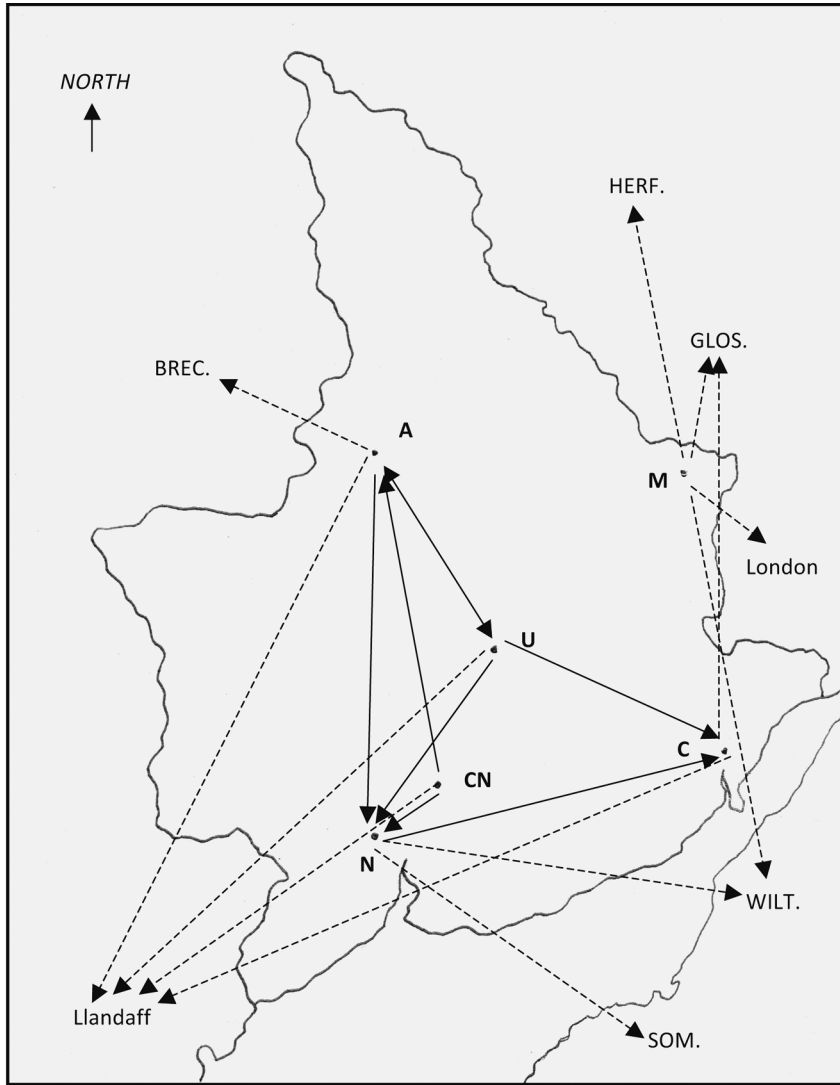 NORTH
HERF.
GLOS.
BREC.
A
M
London
U
C
CN
N
WILT.
Llandaff
SOM.